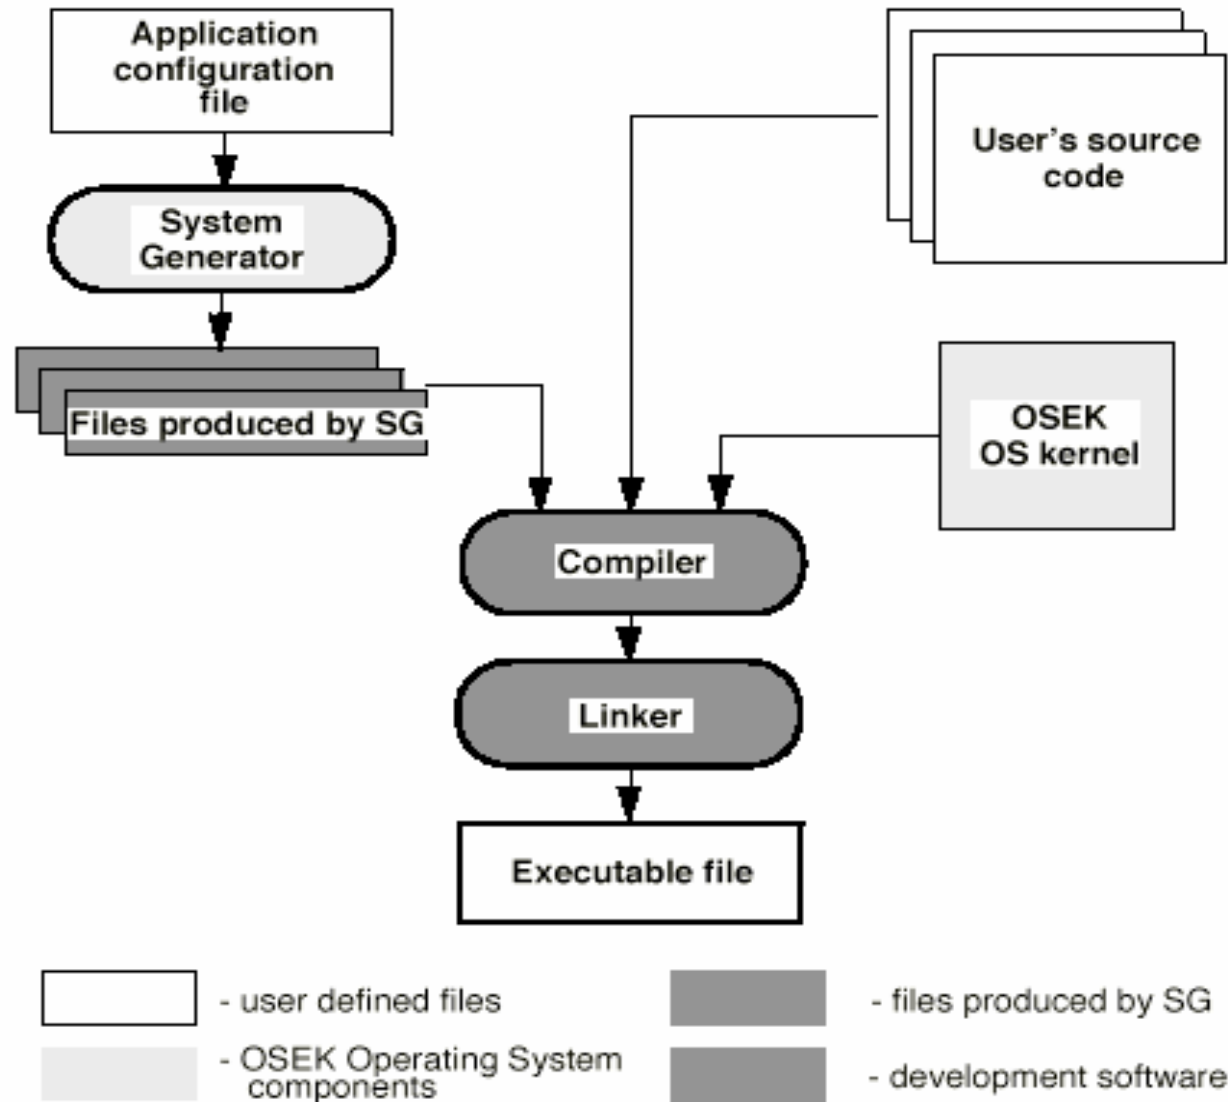 Application
configuration
file
User's source
code
System
Generator
Files produced by SG
OSEK
OS kernel
Compiler
Linker
Executable file
- user defined files
- files produced by SG
- OSEK Operating System
components
- development software